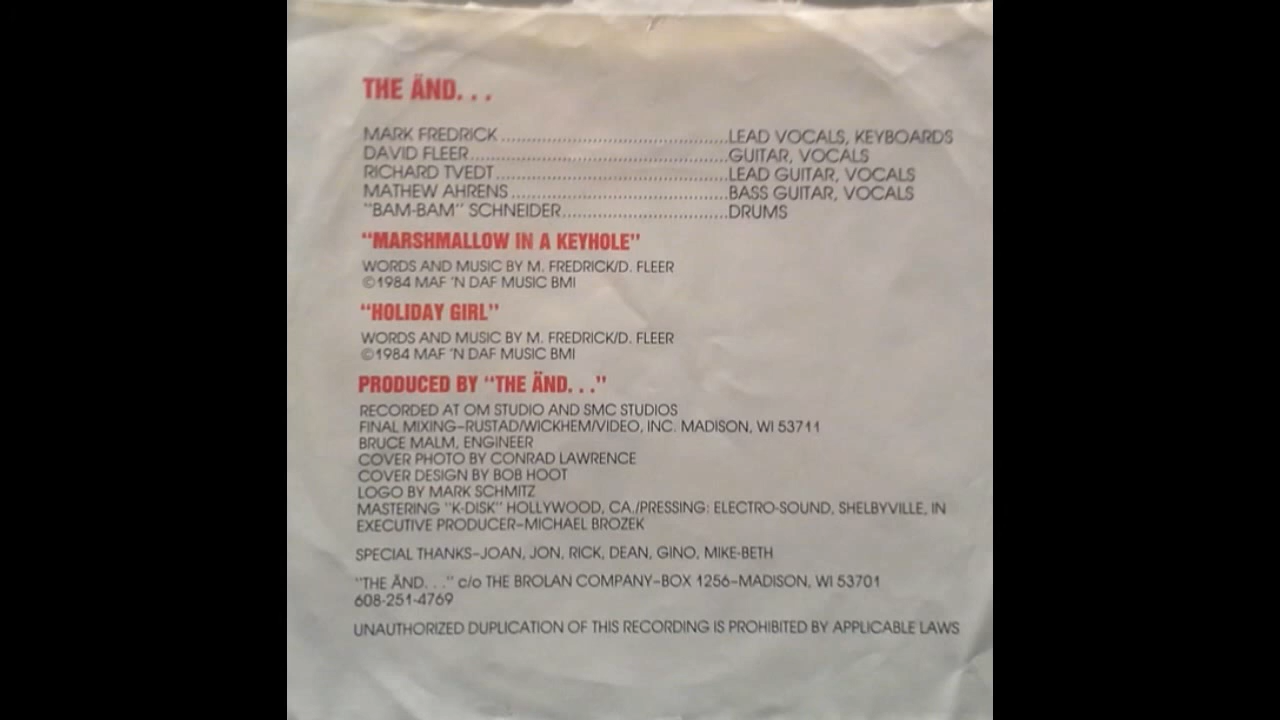 THE ÄND. . .
MARK FREDRICK..............................................LEAD VOCALS, KEYBOARDS
DAVID FLEER....................................................GUITAR, VOCALS
RICHARD TVEDT...............................................LEAD GUITAR, VOCALS
MATHEW AHRENS............................................BASS GUITAR, VOCALS
"BAM-BAM" SCHNEIDER.................................DRUMS
"MARSHMALLOW IN A KEYHOLE"
WORDS AND MUSIC BY M. FREDRICK/D. FLEER
©1984 MAF 'N DAF MUSIC BMI
"HOLIDAY GIRL"
WORDS AND MUSIC BY M. FREDRICK/D. FLEER
©1984 MAF 'N DAF MUSIC BMI
PRODUCED BY "THE ÄND. . ."
RECORDED AT OM STUDIO AND SMC STUDIOS
FINAL MIXING–RUSTAD/WICKHEM/VIDEO, INC. MADISON, WI 53711
BRUCE MALM, ENGINEER
COVER PHOTO BY CONRAD LAWRENCE
COVER DESIGN BY BOB HOOT
LOGO BY MARK SCHMITZ
MASTERING "K-DISK" HOLLYWOOD, CA./PRESSING: ELECTRO-SOUND, SHELBYVILLE, IN
EXECUTIVE PRODUCER–MICHAEL BROZEK
SPECIAL THANKS–JOAN, JON, RICK, DEAN, GINO, MIKE-BETH
"THE ÄND. . ." c/o THE BROLAN COMPANY–BOX 1256–MADISON, WI 53701
608-251-4769
UNAUTHORIZED DUPLICATION OF THIS RECORDING IS PROHIBITED BY APPLICABLE LAWS